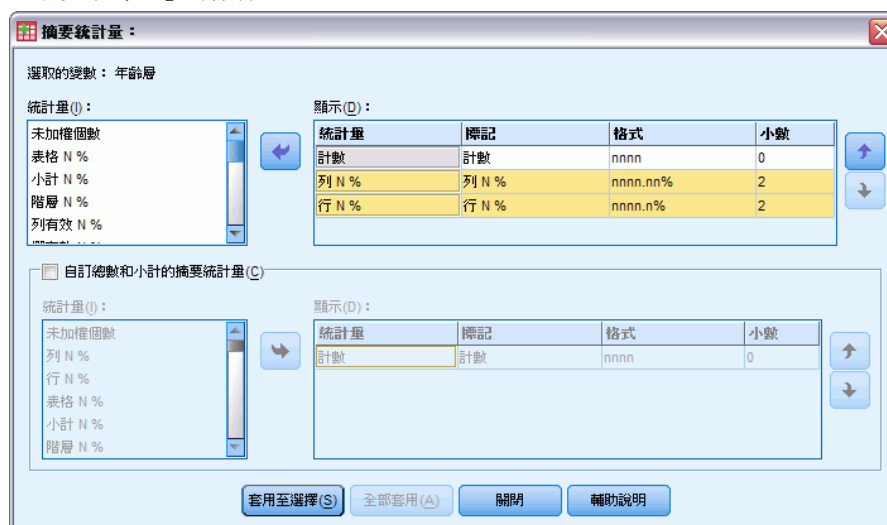 摘要統計量：
選取的變數： 年齡層
統計量(I)：
未加權個數
表格 N %
小計 N %
階層 N %
列有效 N %
顯示(D)：
統計量 標記 格式 小數
計數 計數 nnnn 0
列 N % 列 N % nnnn.nn% 2
行 N % 行 N % nnnn.n% 2
自訂總數和小計的摘要統計量(C)
統計量(I)：
未加權個數
列 N %
行 N %
表格 N %
小計 N %
階層 N %
顯示(D)：
統計量 標記 格式 小數
計數 計數 nnnn 0
套用至選擇(S) 全部套用(A) 關閉 輔助說明